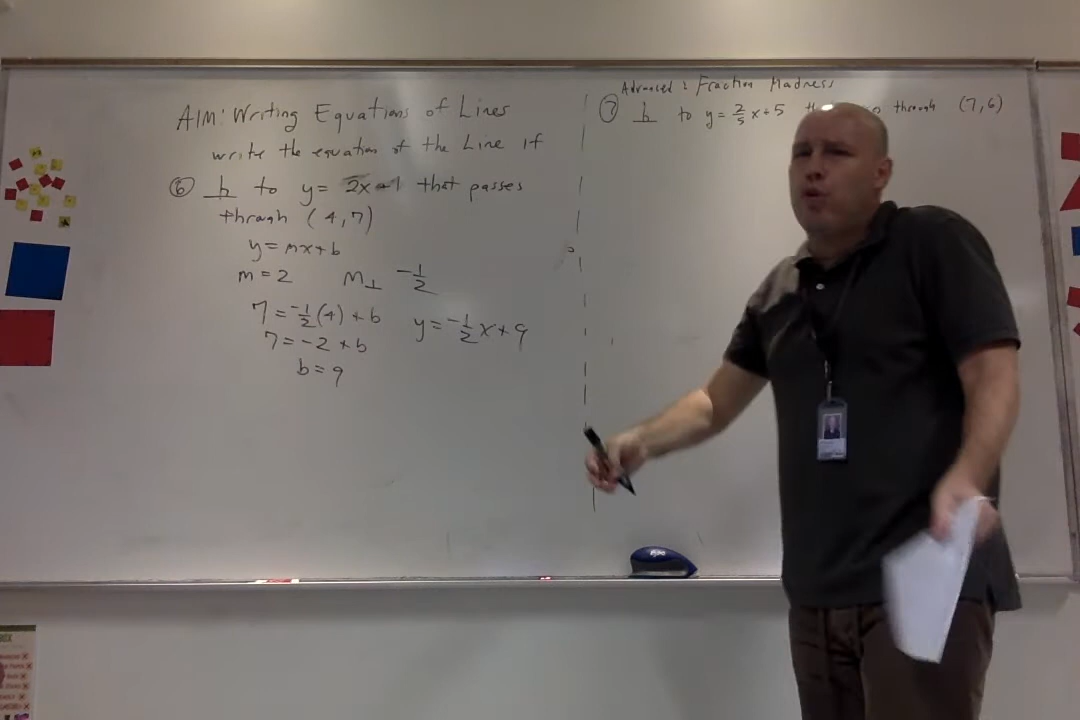 AIM: Writing Equations of Lines
write the equation of the Line if
⑥ h to y= 2x-1 that passes
through (4,7)
y=mx+b
m=2 M⊥ -1/2
7=-1/2(4)+b
7=-2+b
b=9
y=-1/2x+9
Advanced : Fraction Madness
⑦ h to y=2/5x+5 through (7,6)
expo